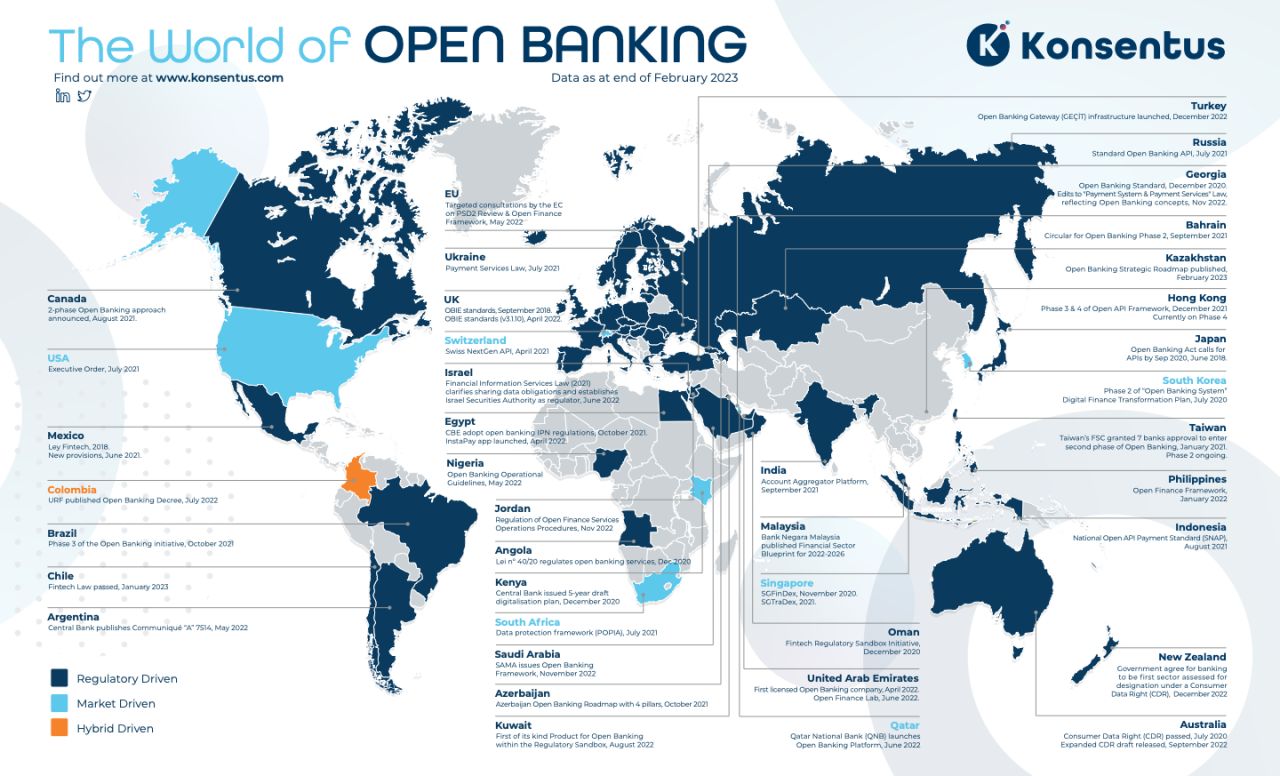 The World of OPEN BANKING
Find out more at www.konsentus.com
Data as at end of February 2023
in
K Konsentus
Canada
2-phase Open Banking approach
announced, August 2021.
USA
Executive Order, July 2021
Mexico
Ley Fintech, 2018.
New provisions, June 2021.
Colombia
URF published Open Banking Decree, July 2022
Brazil
Phase 3 of the Open Banking initiative, October 2021
Chile
Fintech Law passed, January 2023
Argentina
Central Bank publishes Communiqué "A" 7514, May 2022
Regulatory Driven
Market Driven
Hybrid Driven
EU
Targeted consultations by the EC
on PSD2 Review & Open Finance
Framework, May 2022
Ukraine
Payment Services Law, July 2021
UK
OBIE standards, September 2018.
OBIE standards (v3.1.10), April 2022.
Switzerland
Swiss NextGen API, April 2021
Israel
Financial Information Services Law (2021)
clarifies sharing data obligations and establishes
Israel Securities Authority as regulator, June 2022
Egypt
CBE adopt open banking IPN regulations, October 2021.
InstaPay app launched, April 2022.
Nigeria
Open Banking Operational
Guidelines, May 2022
Jordan
Regulation of Open Finance Services
Operations Procedures, Nov 2022
Angola
Lei nº 40/20 regulates open banking services, Dec 2020
Kenya
Central Bank issued 5-year draft
digitalisation plan, December 2020
South Africa
Data protection framework (POPIA), July 2021
Saudi Arabia
SAMA issues Open Banking
Framework, November 2022
Azerbaijan
Azerbaijan Open Banking Roadmap with 4 pillars, October 2021
Kuwait
First of its kind Product for Open Banking
within the Regulatory Sandbox, August 2022
India
Account Aggregator Platform,
September 2021
Malaysia
Bank Negara Malaysia
published Financial Sector
Blueprint for 2022-2026
Singapore
SGFinDex, November 2020.
SGTraDex, 2021.
Oman
Fintech Regulatory Sandbox Initiative,
December 2020
United Arab Emirates
First licensed Open Banking company, April 2022.
Open Finance Lab, June 2022.
Qatar
Qatar National Bank (QNB) launches
Open Banking Platform, June 2022
Turkey
Open Banking Gateway (GEÇİT) infrastructure launched, December 2022
Russia
Standard Open Banking API, July 2021
Georgia
Open Banking Standard, December 2020.
Edits to "Payment System & Payment Services" Law,
reflecting Open Banking concepts, Nov 2022.
Bahrain
Circular for Open Banking Phase 2, September 2021
Kazakhstan
Open Banking Strategic Roadmap published,
February 2023
Hong Kong
Phase 3 & 4 of Open API Framework, December 2021
Currently on Phase 4
Japan
Open Banking Act calls for
APIs by Sep 2020, June 2018.
South Korea
Phase 2 of "Open Banking System"
Digital Finance Transformation Plan, July 2020
Taiwan
Taiwan's FSC granted 7 banks approval to enter
second phase of Open Banking, January 2021.
Phase 2 ongoing.
Philippines
Open Finance Framework,
January 2022
Indonesia
National Open API Payment Standard (SNAP),
August 2021
New Zealand
Government agree for banking
to be first sector assessed for
designation under a Consumer
Data Right (CDR), December 2022
Australia
Consumer Data Right (CDR) passed, July 2020
Expanded CDR draft released, September 2022